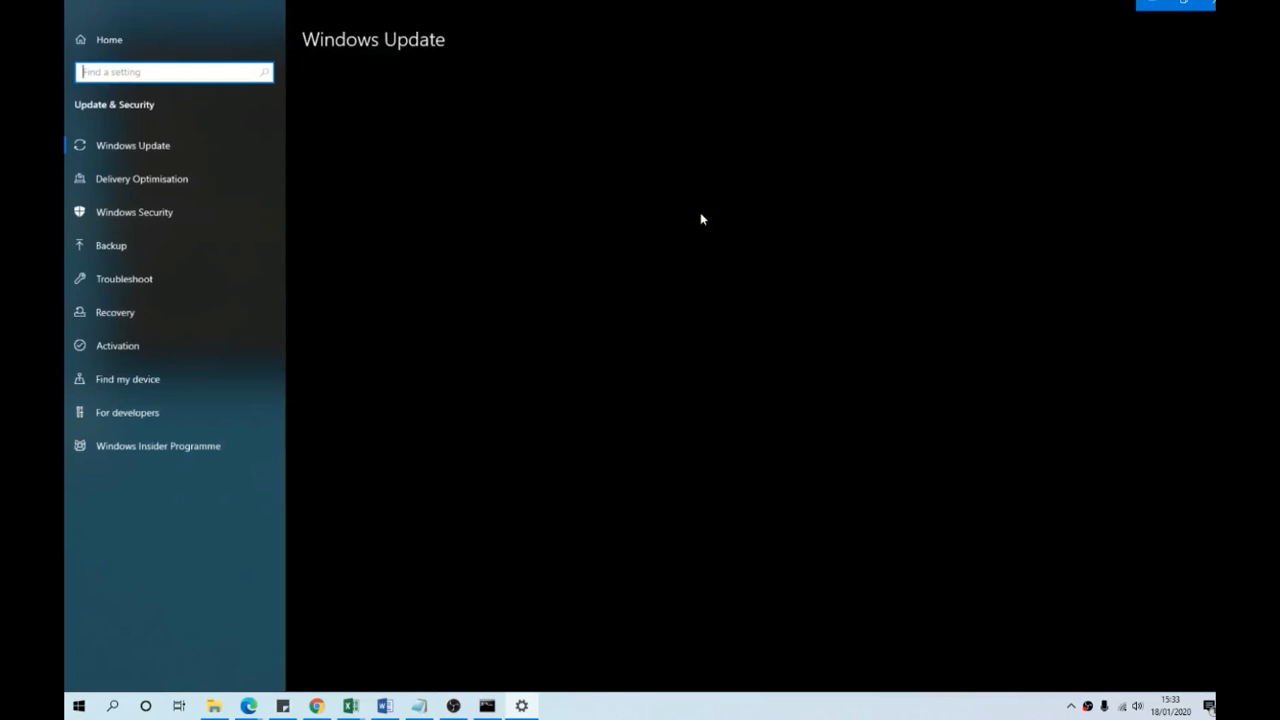 Home
Windows Update
Find a setting
Update & Security
Windows Update
Delivery Optimisation
Windows Security
Backup
Troubleshoot
Recovery
Activation
Find my device
For developers
Windows Insider Programme
15:33
18/01/2020